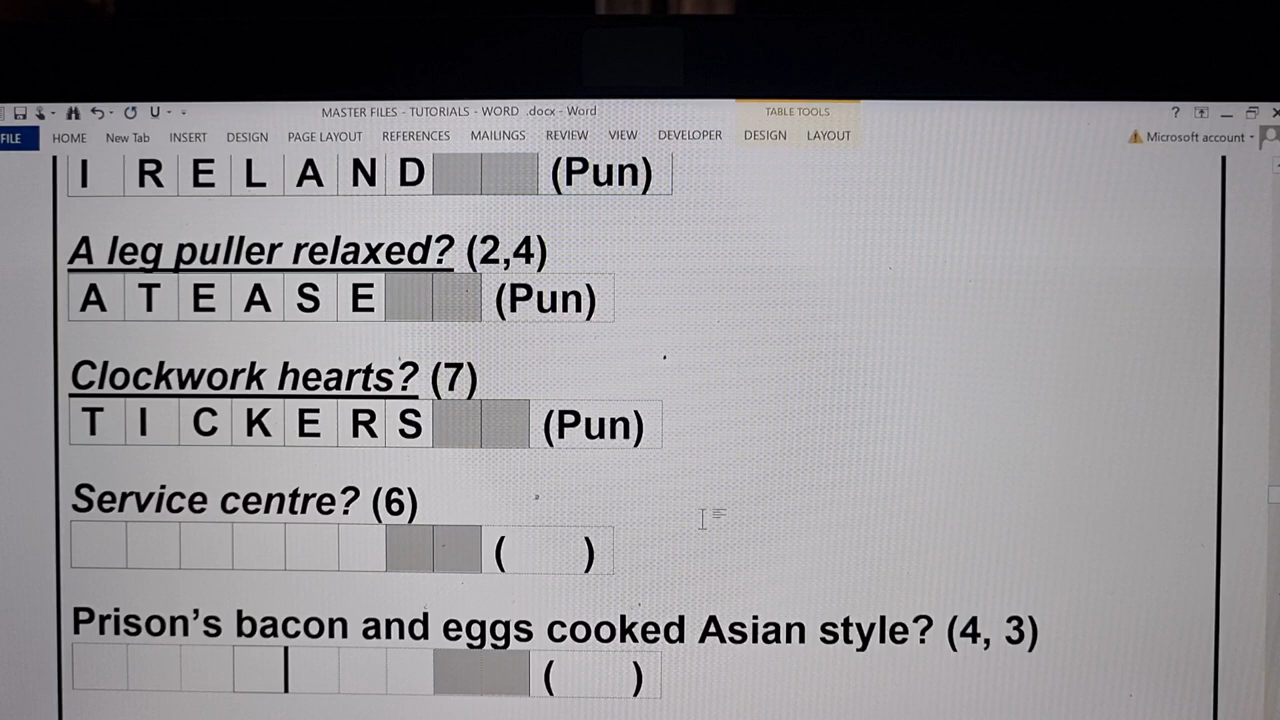 MASTER FILES - TUTORIALS - WORD .docx - Word
TABLE TOOLS
?
FILE HOME New Tab INSERT DESIGN PAGE LAYOUT REFERENCES MAILINGS REVIEW VIEW DEVELOPER DESIGN LAYOUT
Microsoft account
I R E L A N D (Pun)
A leg puller relaxed? (2,4)
A T E A S E (Pun)
Clockwork hearts? (7)
T I C K E R S (Pun)
Service centre? (6)
( )
Prison’s bacon and eggs cooked Asian style? (4, 3)
( )